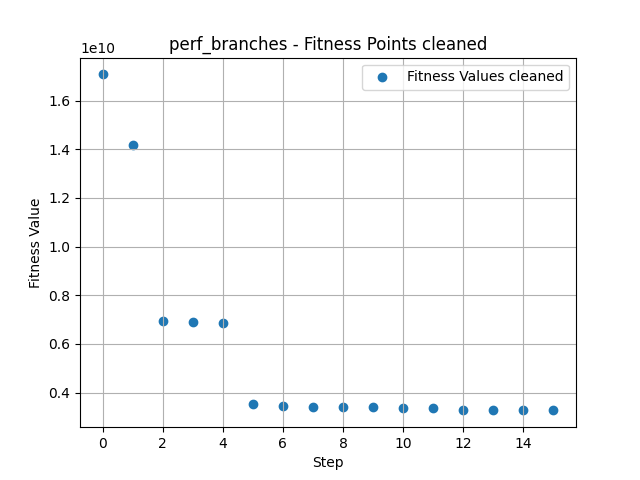 perf_branches - Fitness Points cleaned
1e10
Fitness Values cleaned
1.6
1.4
1.2
1.0
0.8
0.6
0.4
Fitness Value
0 2 4 6 8 10 12 14
Step